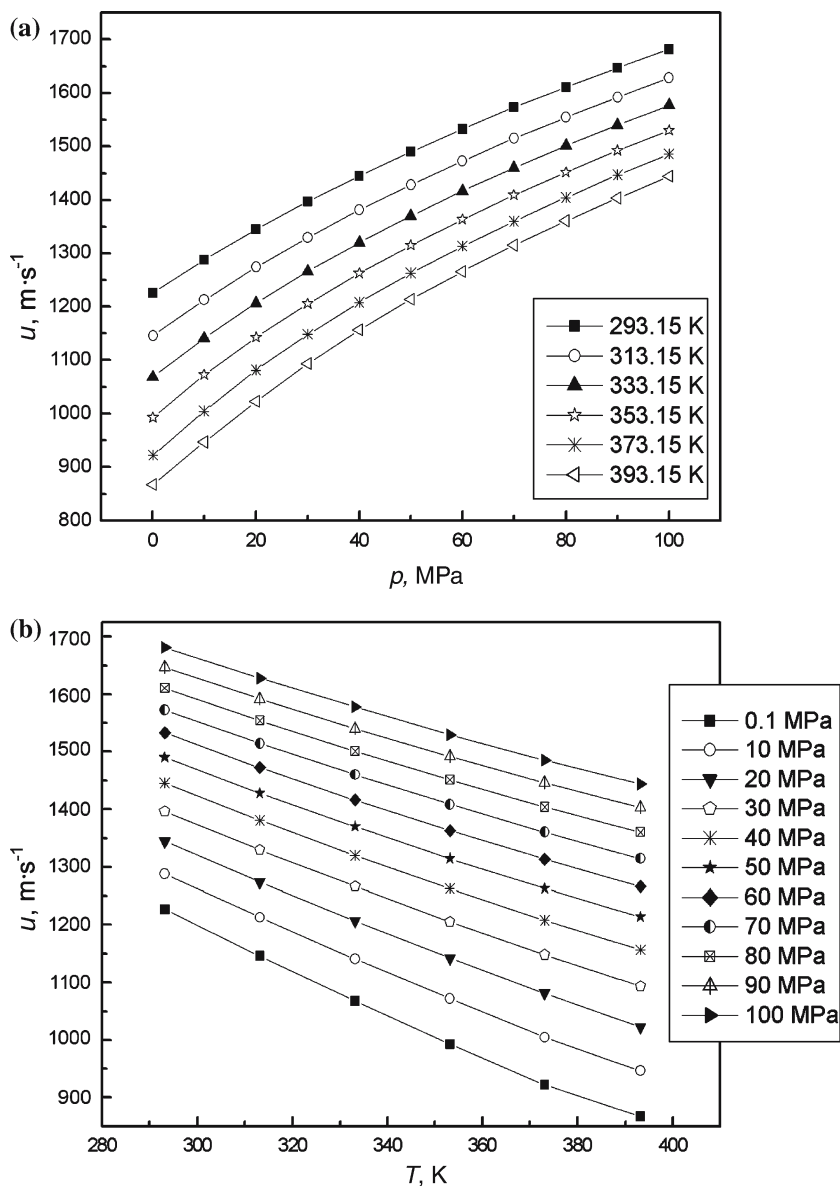 (a)
1700
1600
1500
1400
1300
1200
1100
1000
900
800
u, m·s⁻¹
293.15 K
313.15 K
333.15 K
353.15 K
373.15 K
393.15 K
0 20 40 60 80 100
p, MPa
(b)
1700
1600
1500
1400
1300
1200
1100
1000
900
u, m·s⁻¹
0.1 MPa
10 MPa
20 MPa
30 MPa
40 MPa
50 MPa
60 MPa
70 MPa
80 MPa
90 MPa
100 MPa
280 300 320 340 360 380 400
T, K